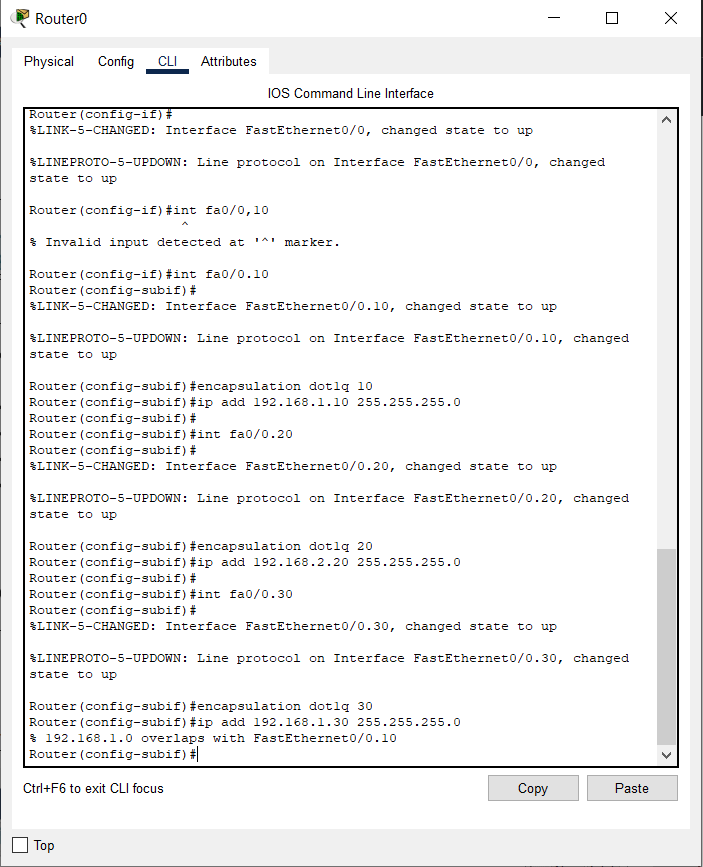 Router0
Physical Config CLI Attributes
IOS Command Line Interface
Router(config-if)#
%LINK-5-CHANGED: Interface FastEthernet0/0, changed state to up
%LINEPROTO-5-UPDOWN: Line protocol on Interface FastEthernet0/0, changed
state to up
Router(config-if)#int fa0/0,10
^
% Invalid input detected at '^' marker.
Router(config-if)#int fa0/0.10
Router(config-subif)#
%LINK-5-CHANGED: Interface FastEthernet0/0.10, changed state to up
%LINEPROTO-5-UPDOWN: Line protocol on Interface FastEthernet0/0.10, changed
state to up
Router(config-subif)#encapsulation dot1q 10
Router(config-subif)#ip add 192.168.1.10 255.255.255.0
Router(config-subif)#
Router(config-subif)#int fa0/0.20
Router(config-subif)#
%LINK-5-CHANGED: Interface FastEthernet0/0.20, changed state to up
%LINEPROTO-5-UPDOWN: Line protocol on Interface FastEthernet0/0.20, changed
state to up
Router(config-subif)#encapsulation dot1q 20
Router(config-subif)#ip add 192.168.2.20 255.255.255.0
Router(config-subif)#
Router(config-subif)#int fa0/0.30
Router(config-subif)#
%LINK-5-CHANGED: Interface FastEthernet0/0.30, changed state to up
%LINEPROTO-5-UPDOWN: Line protocol on Interface FastEthernet0/0.30, changed
state to up
Router(config-subif)#encapsulation dot1q 30
Router(config-subif)#ip add 192.168.1.30 255.255.255.0
% 192.168.1.0 overlaps with FastEthernet0/0.10
Router(config-subif)#
Ctrl+F6 to exit CLI focus
Copy Paste
Top